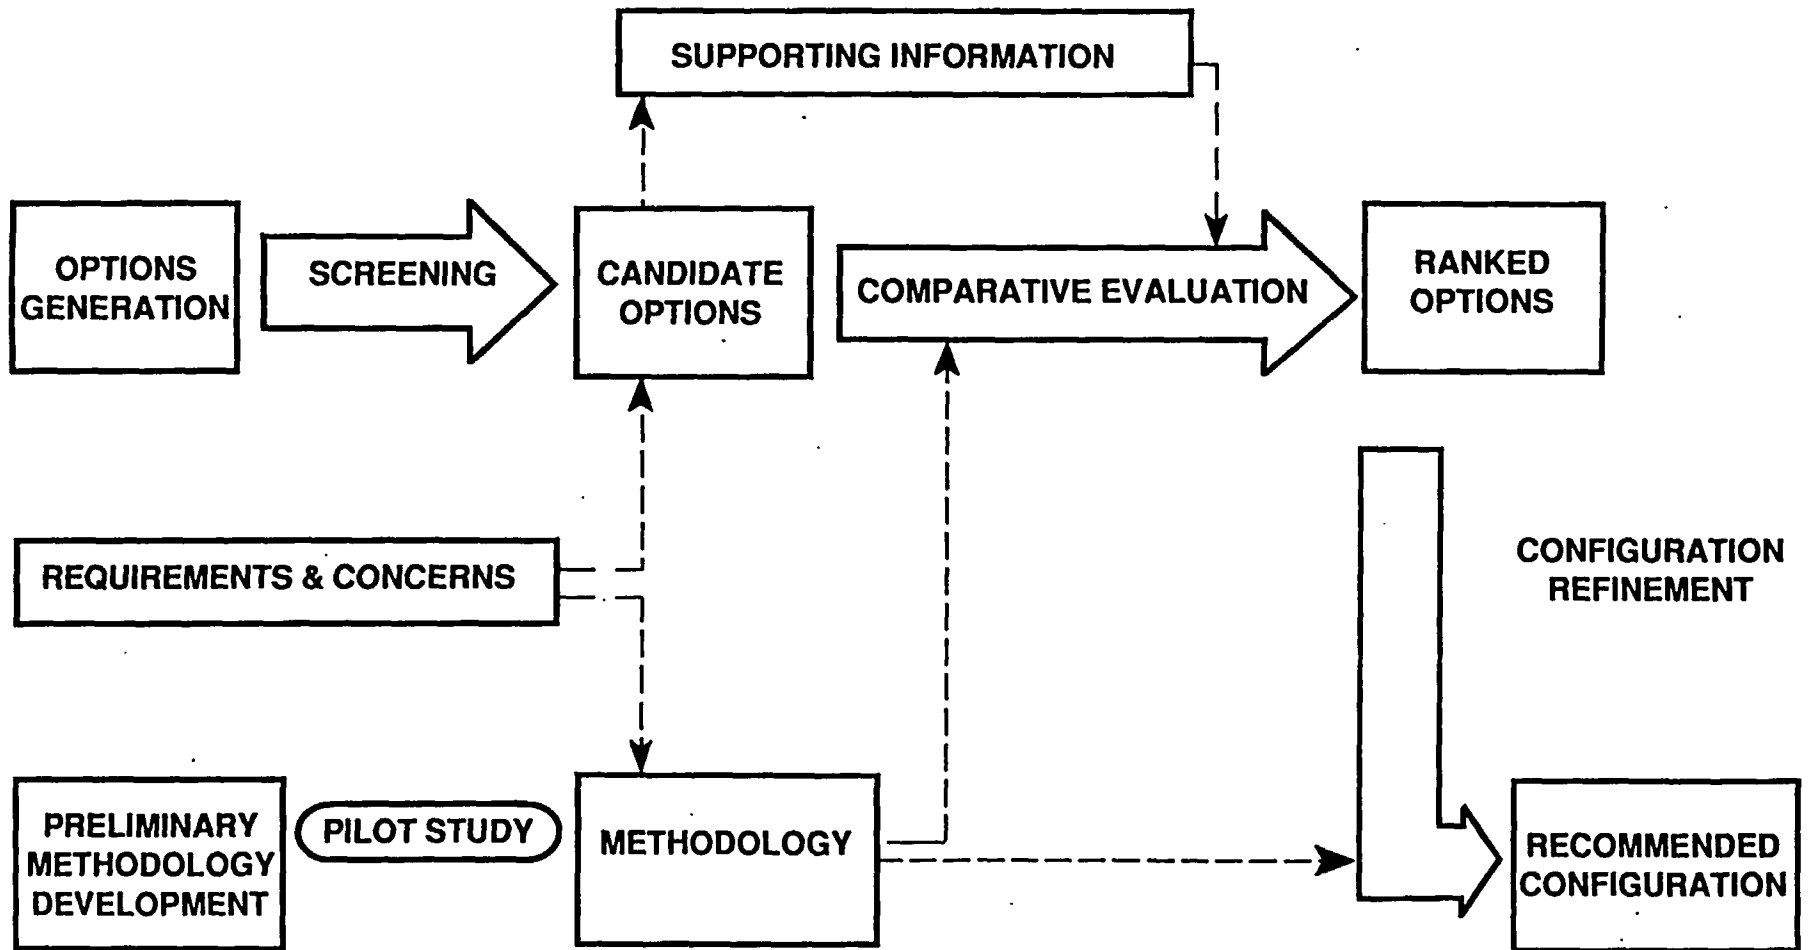 SUPPORTING INFORMATION
OPTIONS
GENERATION
SCREENING
CANDIDATE
OPTIONS
COMPARATIVE EVALUATION
RANKED
OPTIONS
REQUIREMENTS & CONCERNS
CONFIGURATION
REFINEMENT
PRELIMINARY
METHODOLOGY
DEVELOPMENT
PILOT STUDY
METHODOLOGY
RECOMMENDED
CONFIGURATION